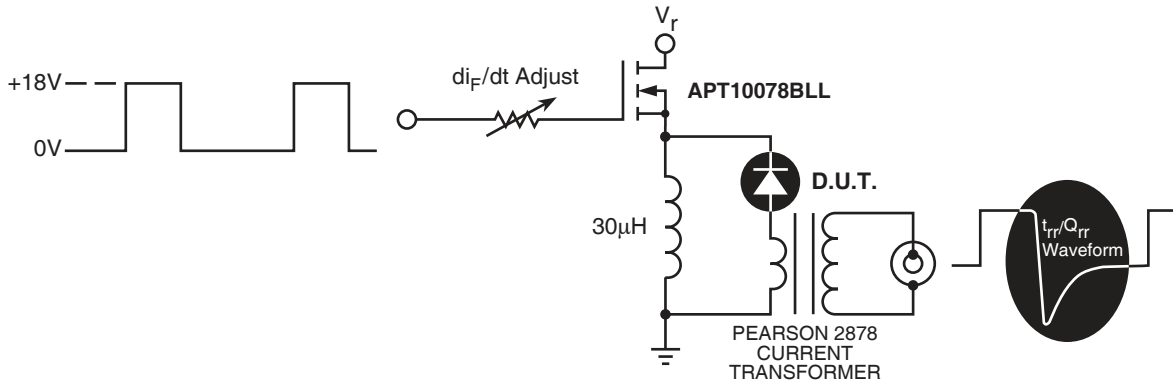 V_r
+18V
di_F/dt Adjust
APT10078BLL
0V
D.U.T.
30μH
t_rr/Q_rr
Waveform
PEARSON 2878
CURRENT
TRANSFORMER